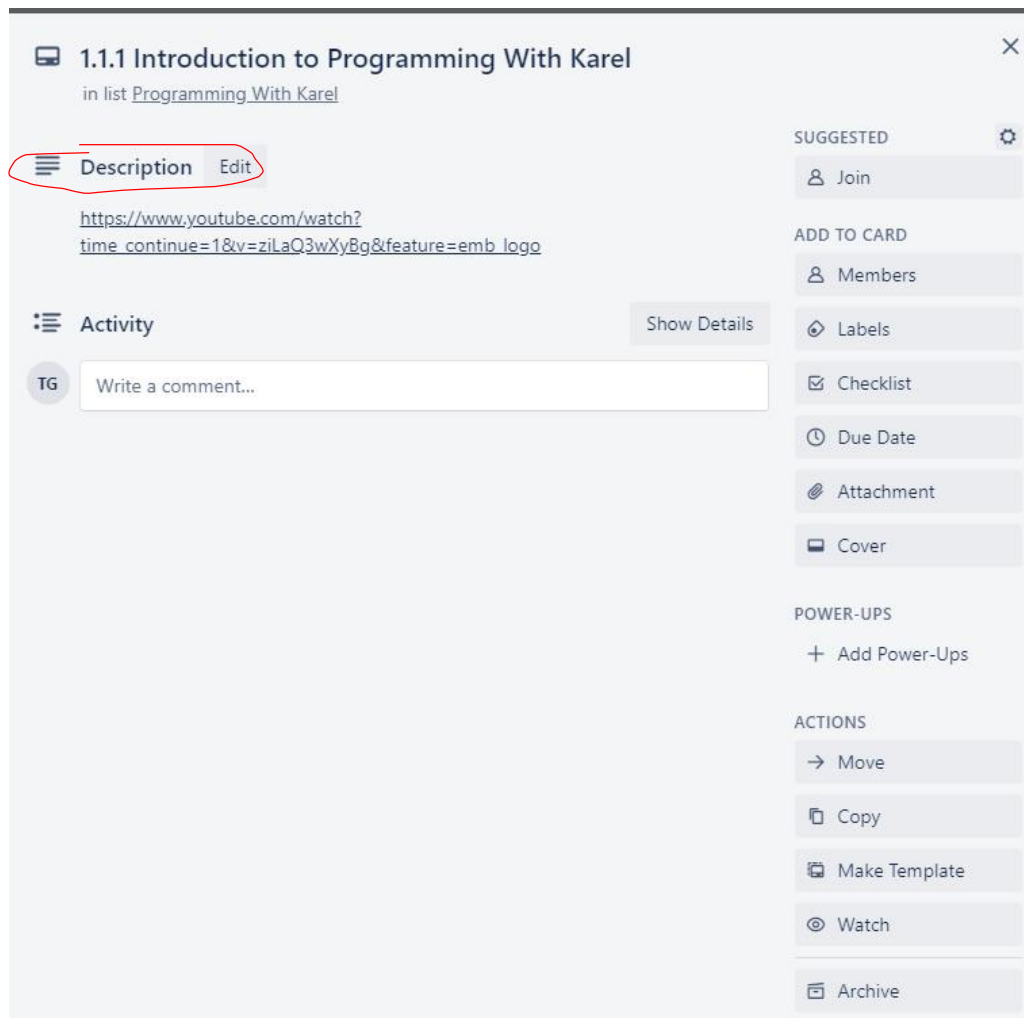 1.1.1 Introduction to Programming With Karel
in list Programming With Karel
Description Edit
https://www.youtube.com/watch?
time_continue=1&v=ziLaQ3wXyBg&feature=emb_logo
Activity
Show Details
TG
Write a comment...
SUGGESTED
Join
ADD TO CARD
Members
Labels
Checklist
Due Date
Attachment
Cover
POWER-UPS
Add Power-Ups
ACTIONS
Move
Copy
Make Template
Watch
Archive